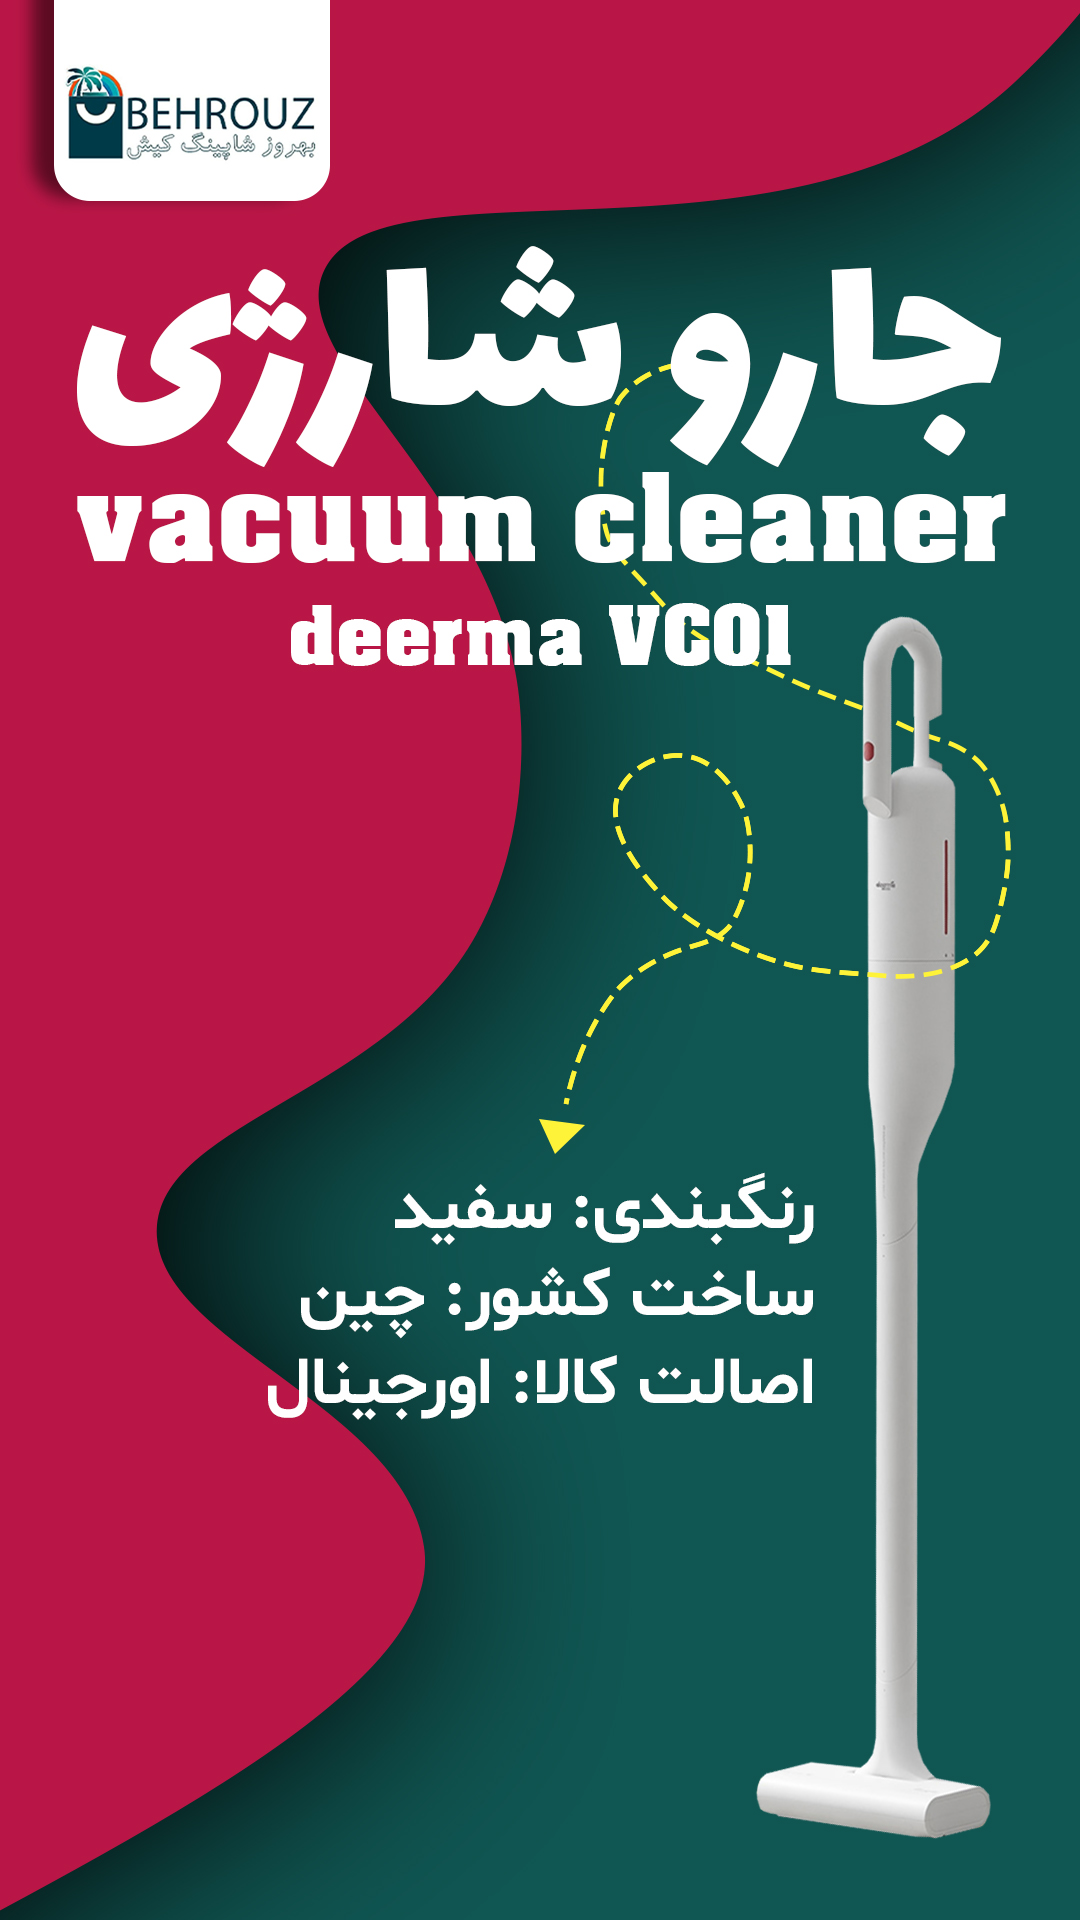 BEHROUZ
بهروز شاپینگ کیش
جارو شارژی
vacuum cleaner
deerma VC01
رنگبندی: سفید
ساخت کشور: چین
اصالت کالا: اورجینال